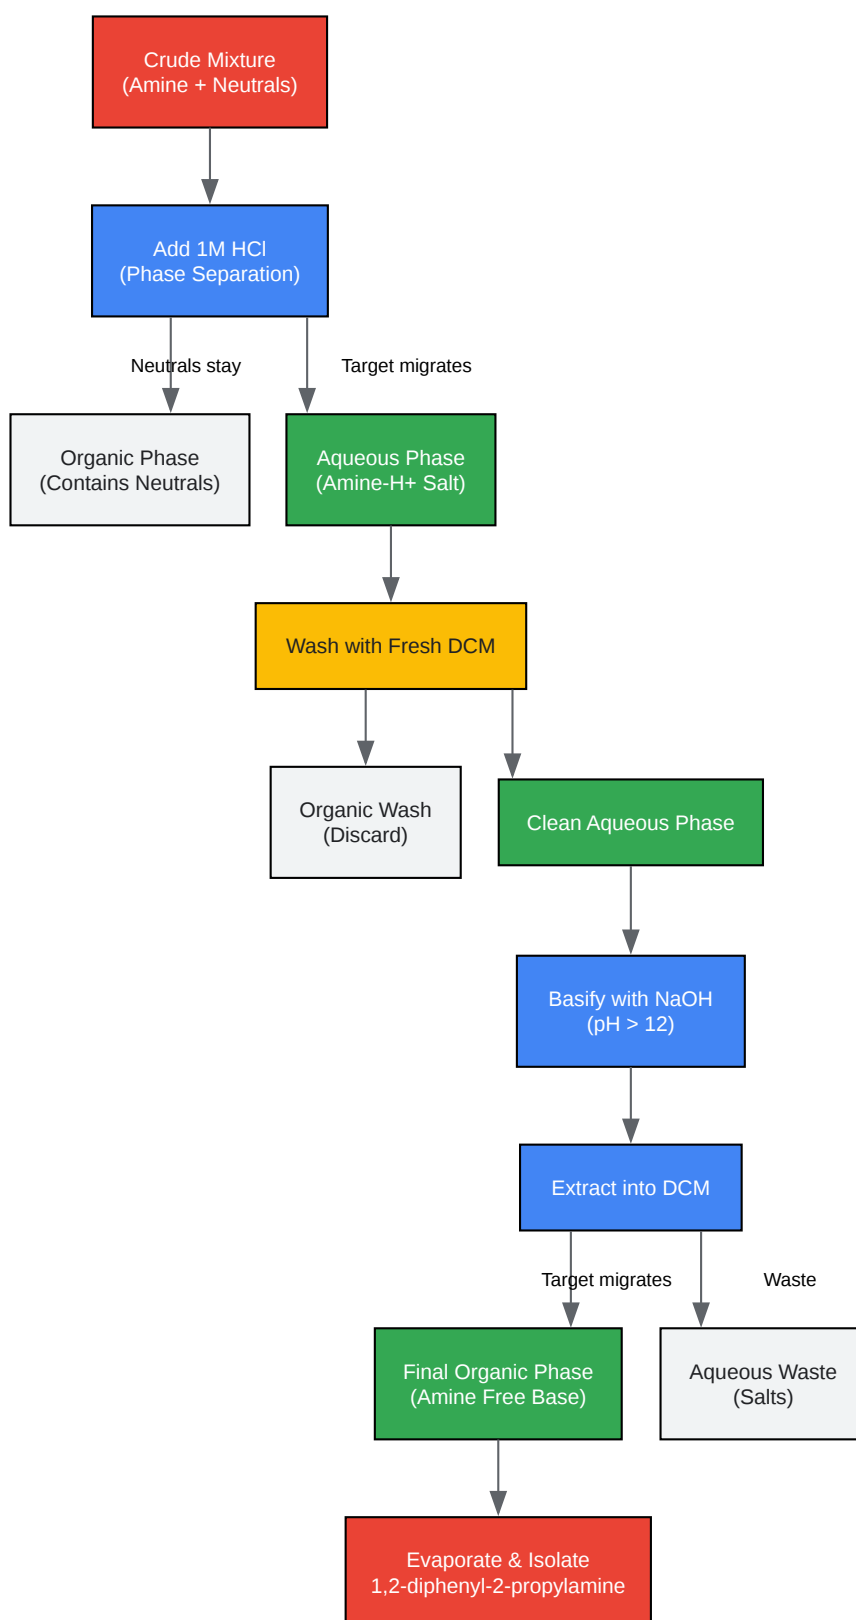 Crude Mixture
(Amine + Neutrals)
Add 1M HCl
(Phase Separation)
Neutrals stay
Target migrates
Organic Phase
(Contains Neutrals)
Aqueous Phase
(Amine-H+ Salt)
Wash with Fresh DCM
Organic Wash
(Discard)
Clean Aqueous Phase
Basify with NaOH
(pH > 12)
Extract into DCM
Target migrates
Waste
Final Organic Phase
(Amine Free Base)
Aqueous Waste
(Salts)
Evaporate & Isolate
1,2-diphenyl-2-propylamine